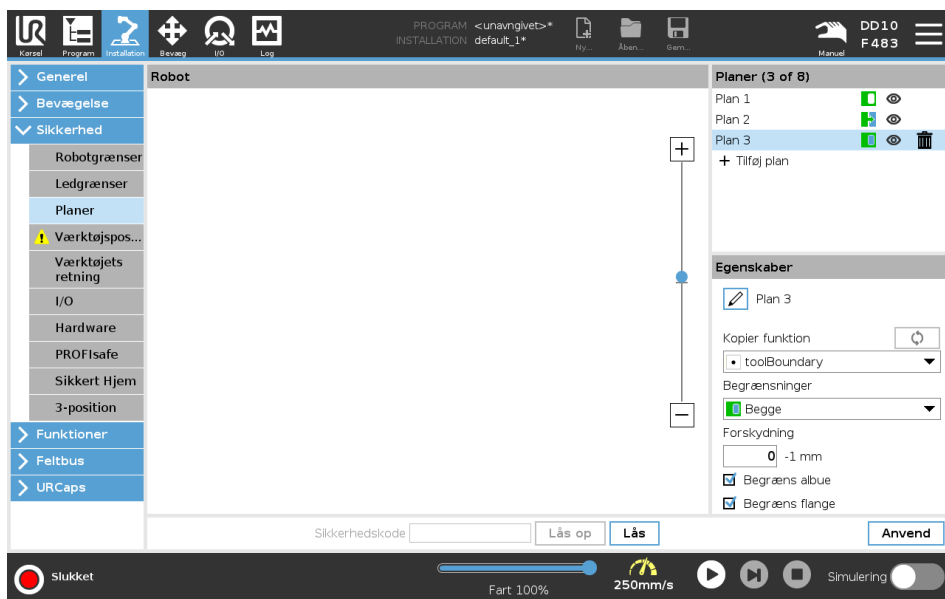 PROGRAM <unavngivet>*
INSTALLATION default_1*
Kørsel
Program
Installation
Bevæg
I/O
Log
Ny...
Åben...
Gem...
Manuel
DD10
F483
Generel
Bevægelse
Sikkerhed
Robotgrænser
Ledgrænser
Planer
Værktøjspos...
Værktøjets
retning
I/O
Hardware
PROFIsafe
Sikkert Hjem
3-position
Funktioner
Feltbus
URCaps
Robot
Planer (3 of 8)
Plan 1
Plan 2
Plan 3
+ Tilføj plan
Egenskaber
Plan 3
Kopier funktion
toolBoundary
Begrænsninger
Begge
Forskydning
0 -1 mm
Begræns albue
Begræns flange
Sikkerhedskode
Lås op
Lås
Anvend
Slukket
Fart 100%
250mm/s
Simulering